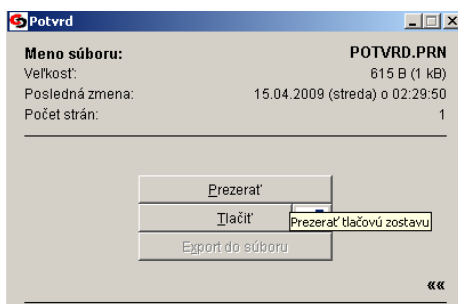 Potvrd
Meno súboru: POTVRD.PRN
Veľkosť: 615 B (1 kB)
Posledná zmena: 15.04.2009 (streda) o 02:29:50
Počet strán: 1
Prezerať
Tlačiť
Prezerať tlačovú zostavu
Export do súboru
««